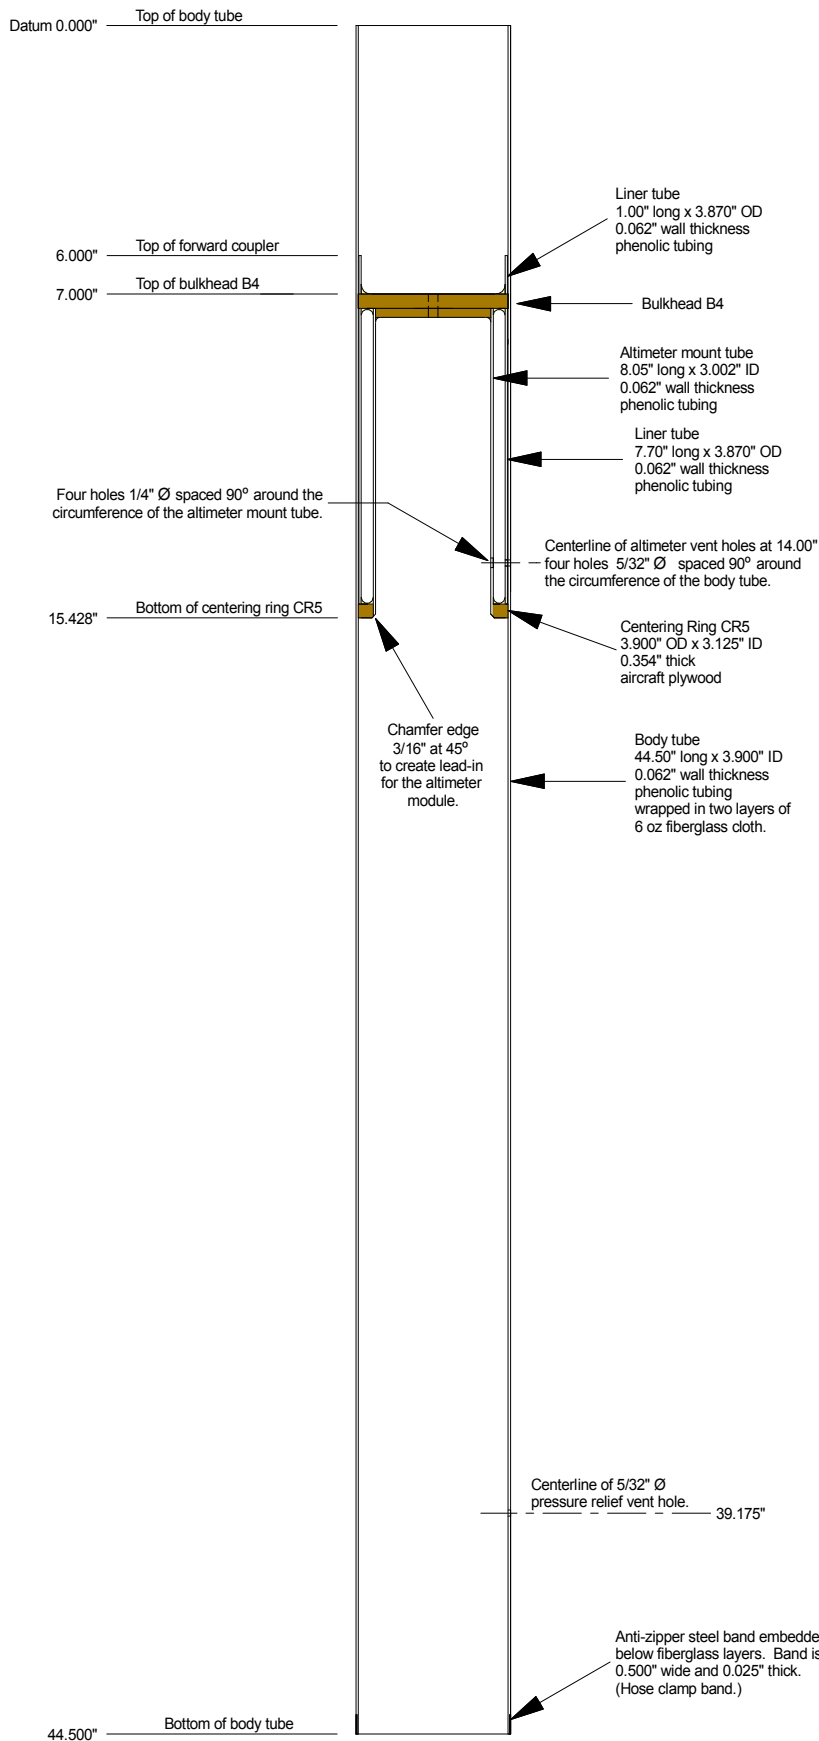 Top of body tube
Datum 0.000"
Liner tube
1.00" long x 3.870" OD
0.062" wall thickness
phenolic tubing
Top of forward coupler
6.000"
Top of bulkhead B4
7.000"
Bulkhead B4
Altimeter mount tube
8.05" long x 3.002" ID
0.062" wall thickness
phenolic tubing
Liner tube
7.70" long x 3.870" OD
0.062" wall thickness
phenolic tubing
Four holes 1/4" Ø spaced 90° around the
circumference of the altimeter mount tube.
Centerline of altimeter vent holes at 14.00"
four holes 5/32" Ø spaced 90° around
the circumference of the body tube.
Bottom of centering ring CR5
15.428"
Centering Ring CR5
3.900" OD x 3.125" ID
0.354" thick
aircraft plywood
Chamfer edge
3/16" at 45°
to create lead-in
for the altimeter
module.
Body tube
44.50" long x 3.900" ID
0.062" wall thickness
phenolic tubing
wrapped in two layers of
6 oz fiberglass cloth.
Centerline of 5/32" Ø
pressure relief vent hole.
39.175"
Anti-zipper steel band embedde
below fiberglass layers. Band is
0.500" wide and 0.025" thick.
(Hose clamp band.)
Bottom of body tube
44.500"